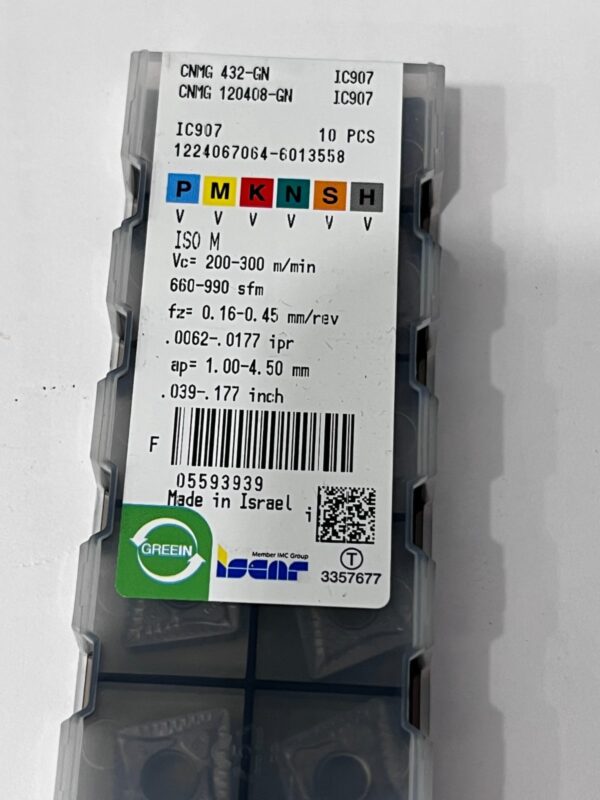 CNMG 432-GN IC907
CNMG 120408-GN IC907
IC907 10 PCS
1224067064-6013558
P M K N S H
V V V V V V
ISO M
Vc= 200-300 m/min
660-990 sfm
fz= 0.16-0.45 mm/rev
.0062-.0177 ipr
ap= 1.00-4.50 mm
.039-.177 inch
F
05593939
Made in Israel i
GREEIN
Member IMC Group
iscar
T
3357677